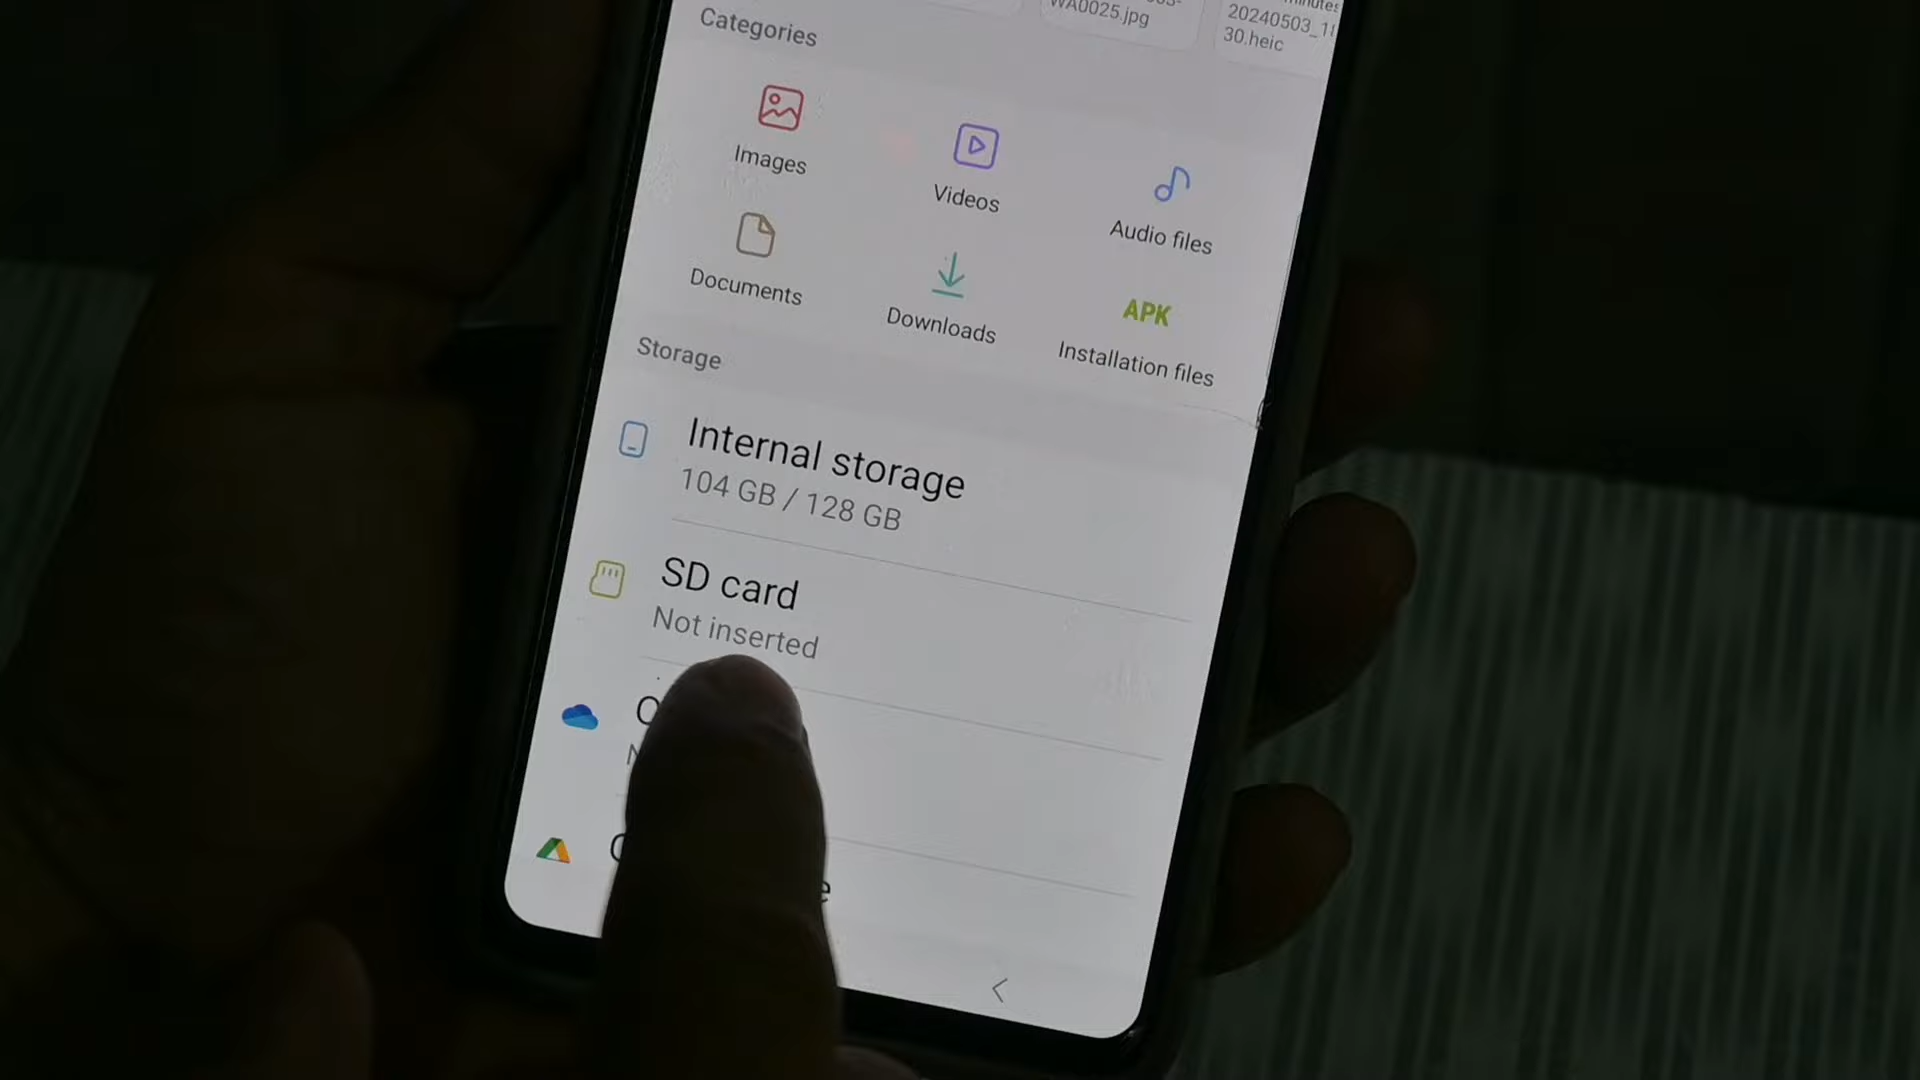 WA0025.jpg
20240503_1
30.heic
Categories
Images
Videos
Audio files
Documents
Downloads
APK
Installation files
Storage
Internal storage
104 GB / 128 GB
SD card
Not inserted